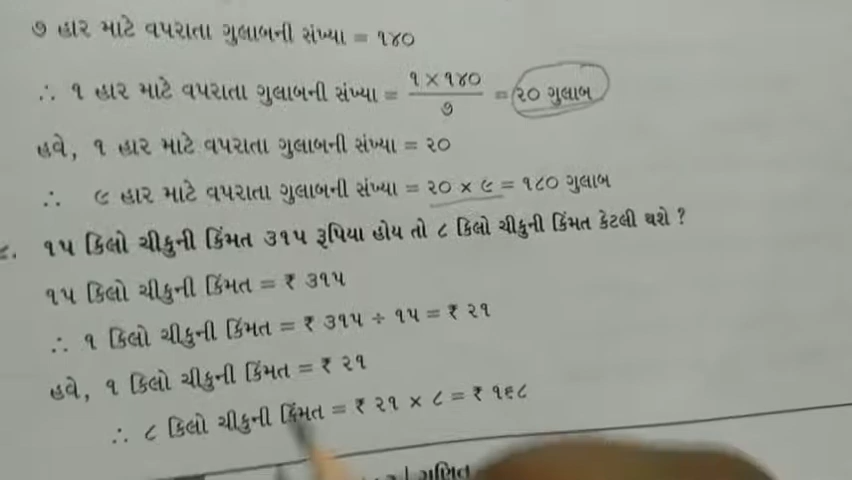 ૭ હાર માટે વપરાતા ગુલાબની સંખ્યા = ૧૪૦
∴ ૧ હાર માટે વપરાતા ગુલાબની સંખ્યા = ૧ × ૧૪૦ / ૭ = ૨૦ ગુલાબ
હવે, ૧ હાર માટે વપરાતા ગુલાબની સંખ્યા = ૨૦
∴ ૯ હાર માટે વપરાતા ગુલાબની સંખ્યા = ૨૦ × ૯ = ૧૮૦ ગુલાબ
૧૫ કિલો ચીકુની કિંમત ૩૧૫ રૂપિયા હોય તો ૮ કિલો ચીકુની કિંમત કેટલી થશે ?
૧૫ કિલો ચીકુની કિંમત = ₹ ૩૧૫
∴ ૧ કિલો ચીકુની કિંમત = ₹ ૩૧૫ ÷ ૧૫ = ₹ ૨૧
હવે, ૧ કિલો ચીકુની કિંમત = ₹ ૨૧
∴ ૮ કિલો ચીકુની કિંમત = ₹ ૨૧ × ૮ = ₹ ૧૬૮
ગણિત